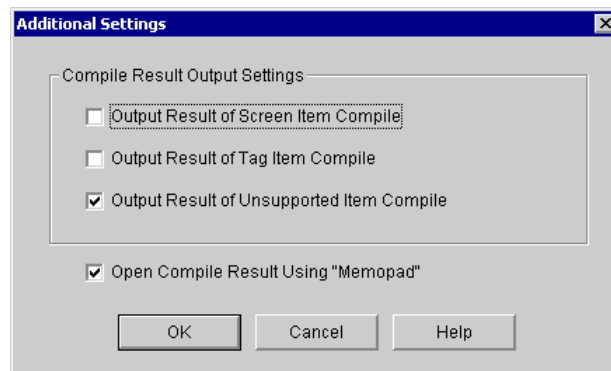 Additional Settings
Compile Result Output Settings
Output Result of Screen Item Compile
Output Result of Tag Item Compile
Output Result of Unsupported Item Compile
Open Compile Result Using "Memopad"
OK Cancel Help